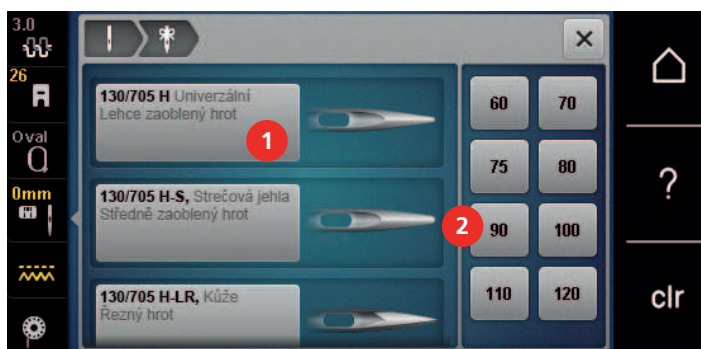 3.0
26
Oval
0mm
130/705 H Univerzální
Lehce zaoblený hrot
1
130/705 H-S, Strečová jehla
Středně zaoblený hrot
2
130/705 H-LR, Kůže
Řezný hrot
60 70
75 80
90 100
110 120
?
clr